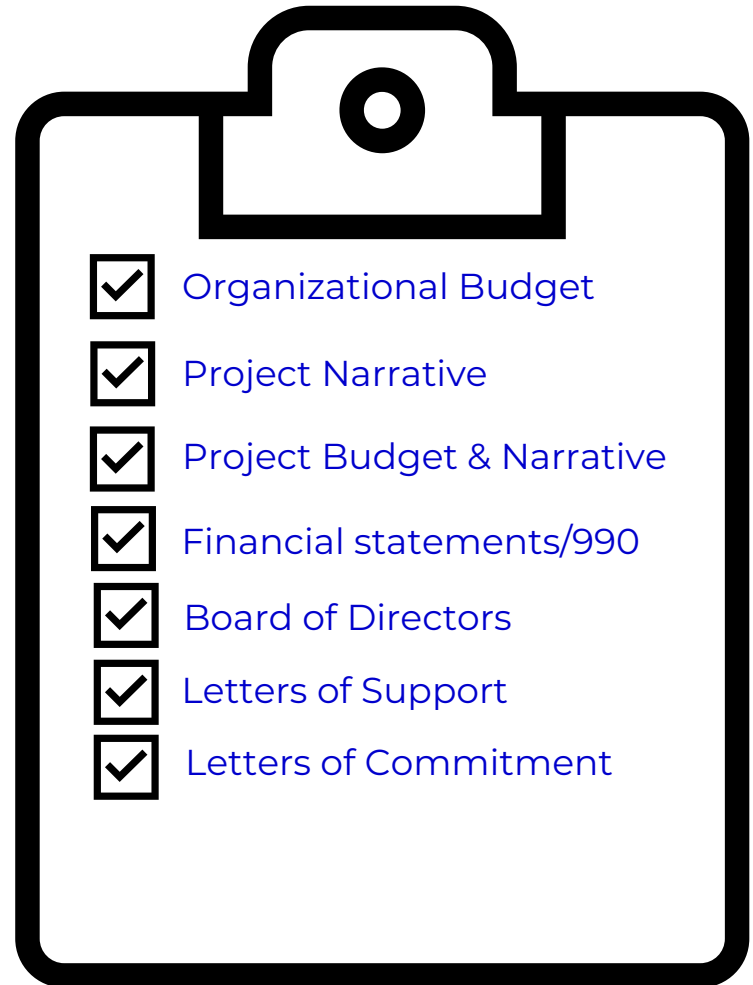 Organizational Budget
Project Narrative
Project Budget & Narrative
Financial statements/990
Board of Directors
Letters of Support
Letters of Commitment